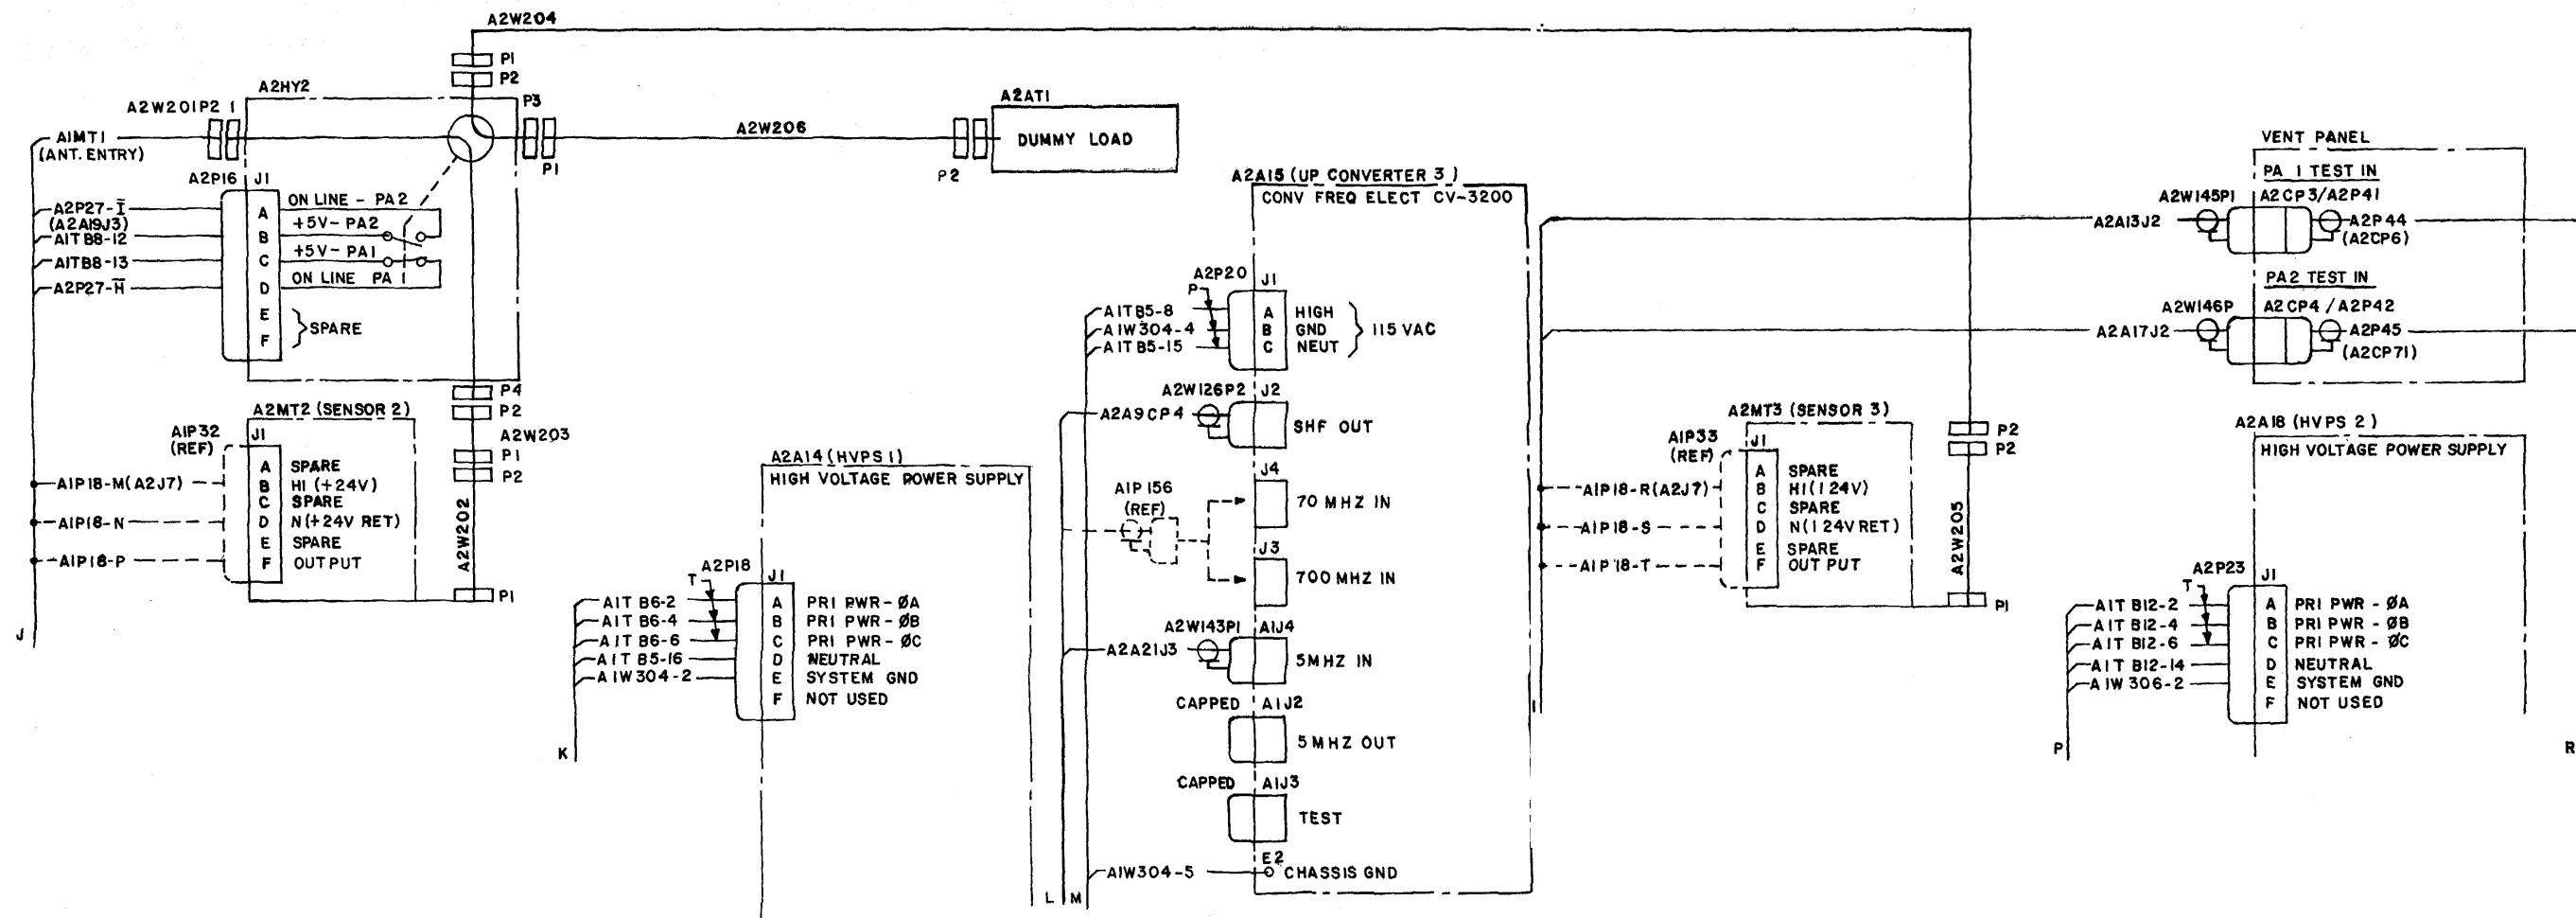 A2W204
P1
P2
A2HY2
A2W201P2 1
P3
A1MT1
(ANT. ENTRY)
A2W206
P1
P2
A2AT1
DUMMY LOAD
A2P16 J1
A2P27-I̅
(A2A19J3)
A1TB8-12
A1TB8-13
A2P27-H̅
A ON LINE - PA2
B +5V- PA2
C +5V- PA1
D ON LINE PA 1
E
F
SPARE
P4
P2
A2W203
P1
P2
A2W202
P1
A2MT2 (SENSOR 2)
A1P32
(REF)
J1
A SPARE
A1P18-M(A2J7) B HI (+24V)
C SPARE
A1P18-N D N(+24V RET)
E SPARE
A1P18-P F OUTPUT
J
A2A14 (HVPS 1)
HIGH VOLTAGE POWER SUPPLY
A2P18
T
J1
A1T B6-2 A PRI PWR - ØA
A1T B6-4 B PRI PWR - ØB
A1T B6-6 C PRI PWR - ØC
A1T B5-16 D NEUTRAL
A1W304-2 E SYSTEM GND
F NOT USED
K
A2A15 (UP CONVERTER 3)
CONV FREQ ELECT CV-3200
A2P20
P
J1
A1TB5-8 A HIGH
A1W304-4 B GND
A1TB5-15 C NEUT
115 VAC
A2W126P2 J2
A2A9CP4
SHF OUT
A1P156
(REF)
J4
70 MHZ IN
J3
700 MHZ IN
A2W143P1 A1J4
A2A21J3
5MHZ IN
CAPPED A1J2
5 MHZ OUT
CAPPED A1J3
TEST
E2
A1W304-5
CHASSIS GND
L M
A2MT3 (SENSOR 3)
A1P33
(REF)
J1
A SPARE
A1P18-R(A2J7) B HI(124V)
C SPARE
A1P18-S D N(124V RET)
E SPARE
A1P18-T F OUTPUT
I
P2
P2
A2W205
P1
VENT PANEL
PA 1 TEST IN
A2W145P1 A2CP3/A2P41
A2A13J2
A2P44
(A2CP6)
PA2 TEST IN
A2W146P A2CP4/A2P42
A2A17J2
A2P45
(A2CP71)
A2A18 (HVPS 2)
HIGH VOLTAGE POWER SUPPLY
A2P23
T
J1
A1T B12-2 A PRI PWR - ØA
A1T B12-4 B PRI PWR - ØB
A1T B12-6 C PRI PWR - ØC
A1T B12-14 D NEUTRAL
A1W 306-2 E SYSTEM GND
F NOT USED
P
R